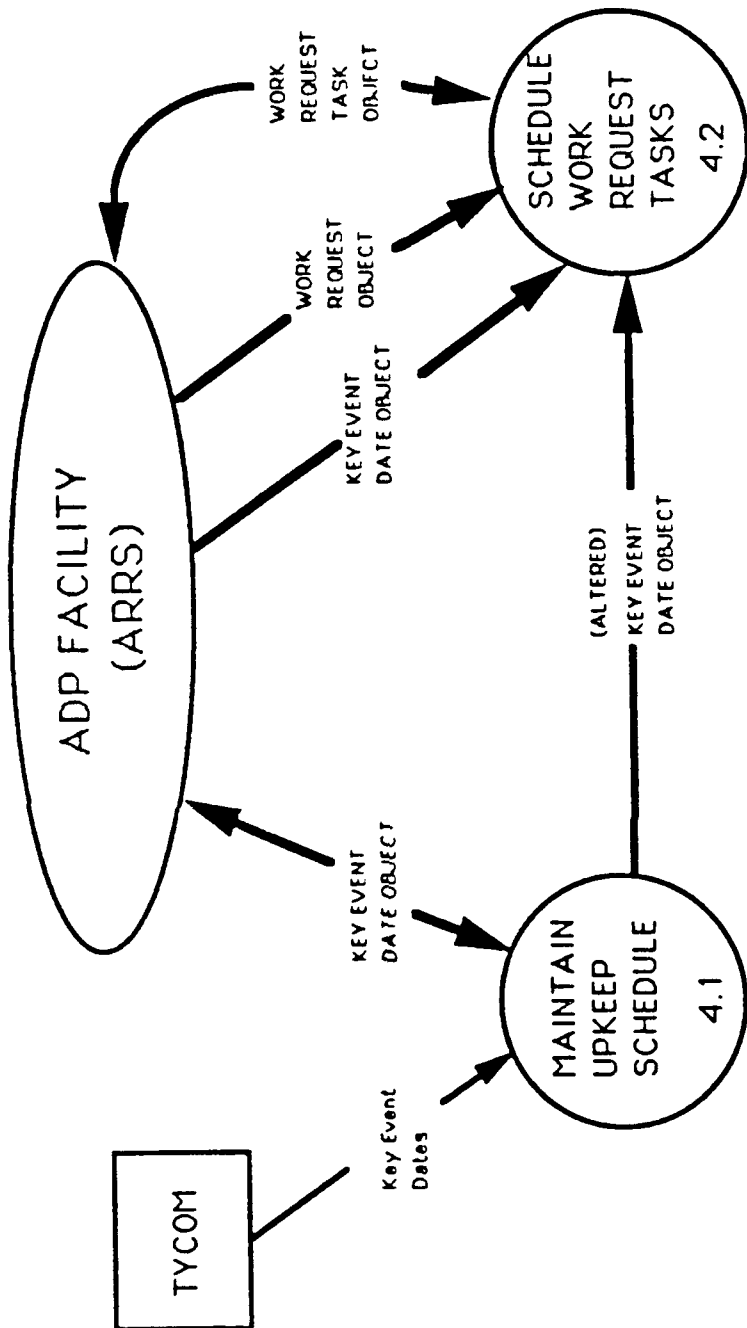 TYCOM
Key Event
Dates
MAINTAIN
UPKEEP
SCHEDULE
4.1
KEY EVENT
DATE OBJECT
ADP FACILITY
(ARRS)
(ALTERED)
KEY EVENT
DATE OBJECT
KEY EVENT
DATE OBJECT
WORK
REQUEST
OBJECT
WORK
REQUEST
TASK
OBJECT
SCHEDULE
WORK
REQUEST
TASKS
4.2